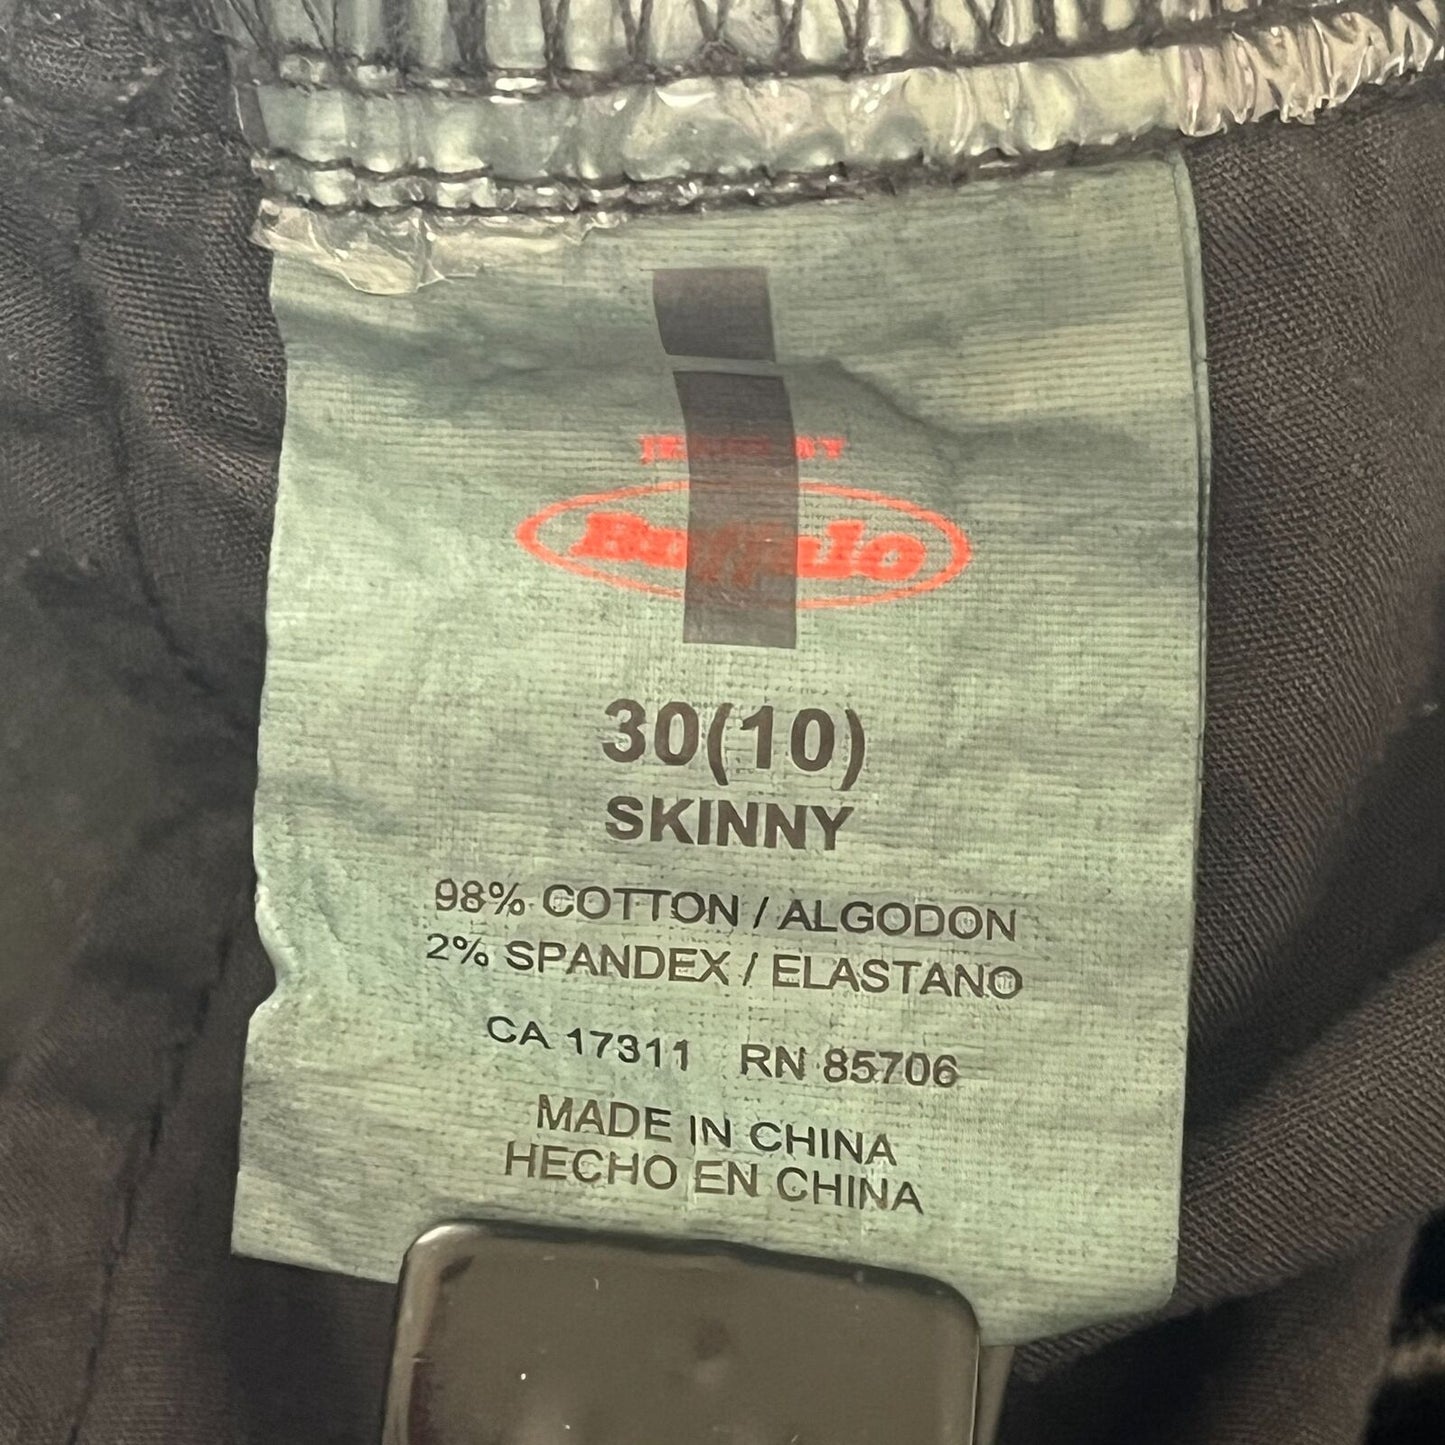 Buffalo
30(10)
SKINNY
98% COTTON / ALGODON
2% SPANDEX / ELASTANO
CA 17311 RN 85706
MADE IN CHINA
HECHO EN CHINA